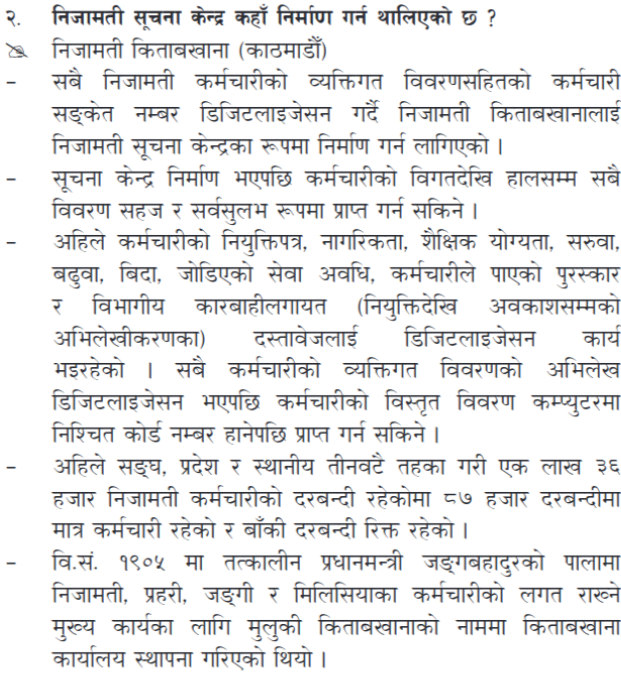 २. निजामती सूचना केन्द्र कहाँ निर्माण गर्न थालिएको छ ?
निजामती किताबखाना (काठमाडौँ)
– सबै निजामती कर्मचारीको व्यक्तिगत विवरणसहितको कर्मचारी
सङ्केत नम्बर डिजिटलाइजेसन गर्दै निजामती किताबखानालाई
निजामती सूचना केन्द्रका रूपमा निर्माण गर्न लागिएको ।
– सूचना केन्द्र निर्माण भएपछि कर्मचारीको विगतदेखि हालसम्म सबै
विवरण सहज र सर्वसुलभ रूपमा प्राप्त गर्न सकिने ।
– अहिले कर्मचारीको नियुक्तिपत्र, नागरिकता, शैक्षिक योग्यता, सरुवा,
बढुवा, बिदा, जोडिएको सेवा अवधि, कर्मचारीले पाएको पुरस्कार
र विभागीय कारबाहीलगायत (नियुक्तिदेखि अवकाशसम्मको
अभिलेखीकरणका) दस्तावेजलाई डिजिटलाइजेसन कार्य
भइरहेको । सबै कर्मचारीको व्यक्तिगत विवरणको अभिलेख
डिजिटलाइजेसन भएपछि कर्मचारीको विस्तृत विवरण कम्प्युटरमा
निश्चित कोर्ड नम्बर हानेपछि प्राप्त गर्न सकिने ।
– अहिले सङ्घ, प्रदेश र स्थानीय तीनवटै तहका गरी एक लाख ३६
हजार निजामती कर्मचारीको दरबन्दी रहेकोमा ८७ हजार दरबन्दीमा
मात्र कर्मचारी रहेको र बाँकी दरबन्दी रिक्त रहेको ।
– वि.सं. १९०५ मा तत्कालीन प्रधानमन्त्री जङ्गबहादुरको पालामा
निजामती, प्रहरी, जङ्गी र मिलिसियाका कर्मचारीको लगत राख्ने
मुख्य कार्यका लागि मुलुकी किताबखानाको नाममा किताबखाना
कार्यालय स्थापना गरिएको थियो ।